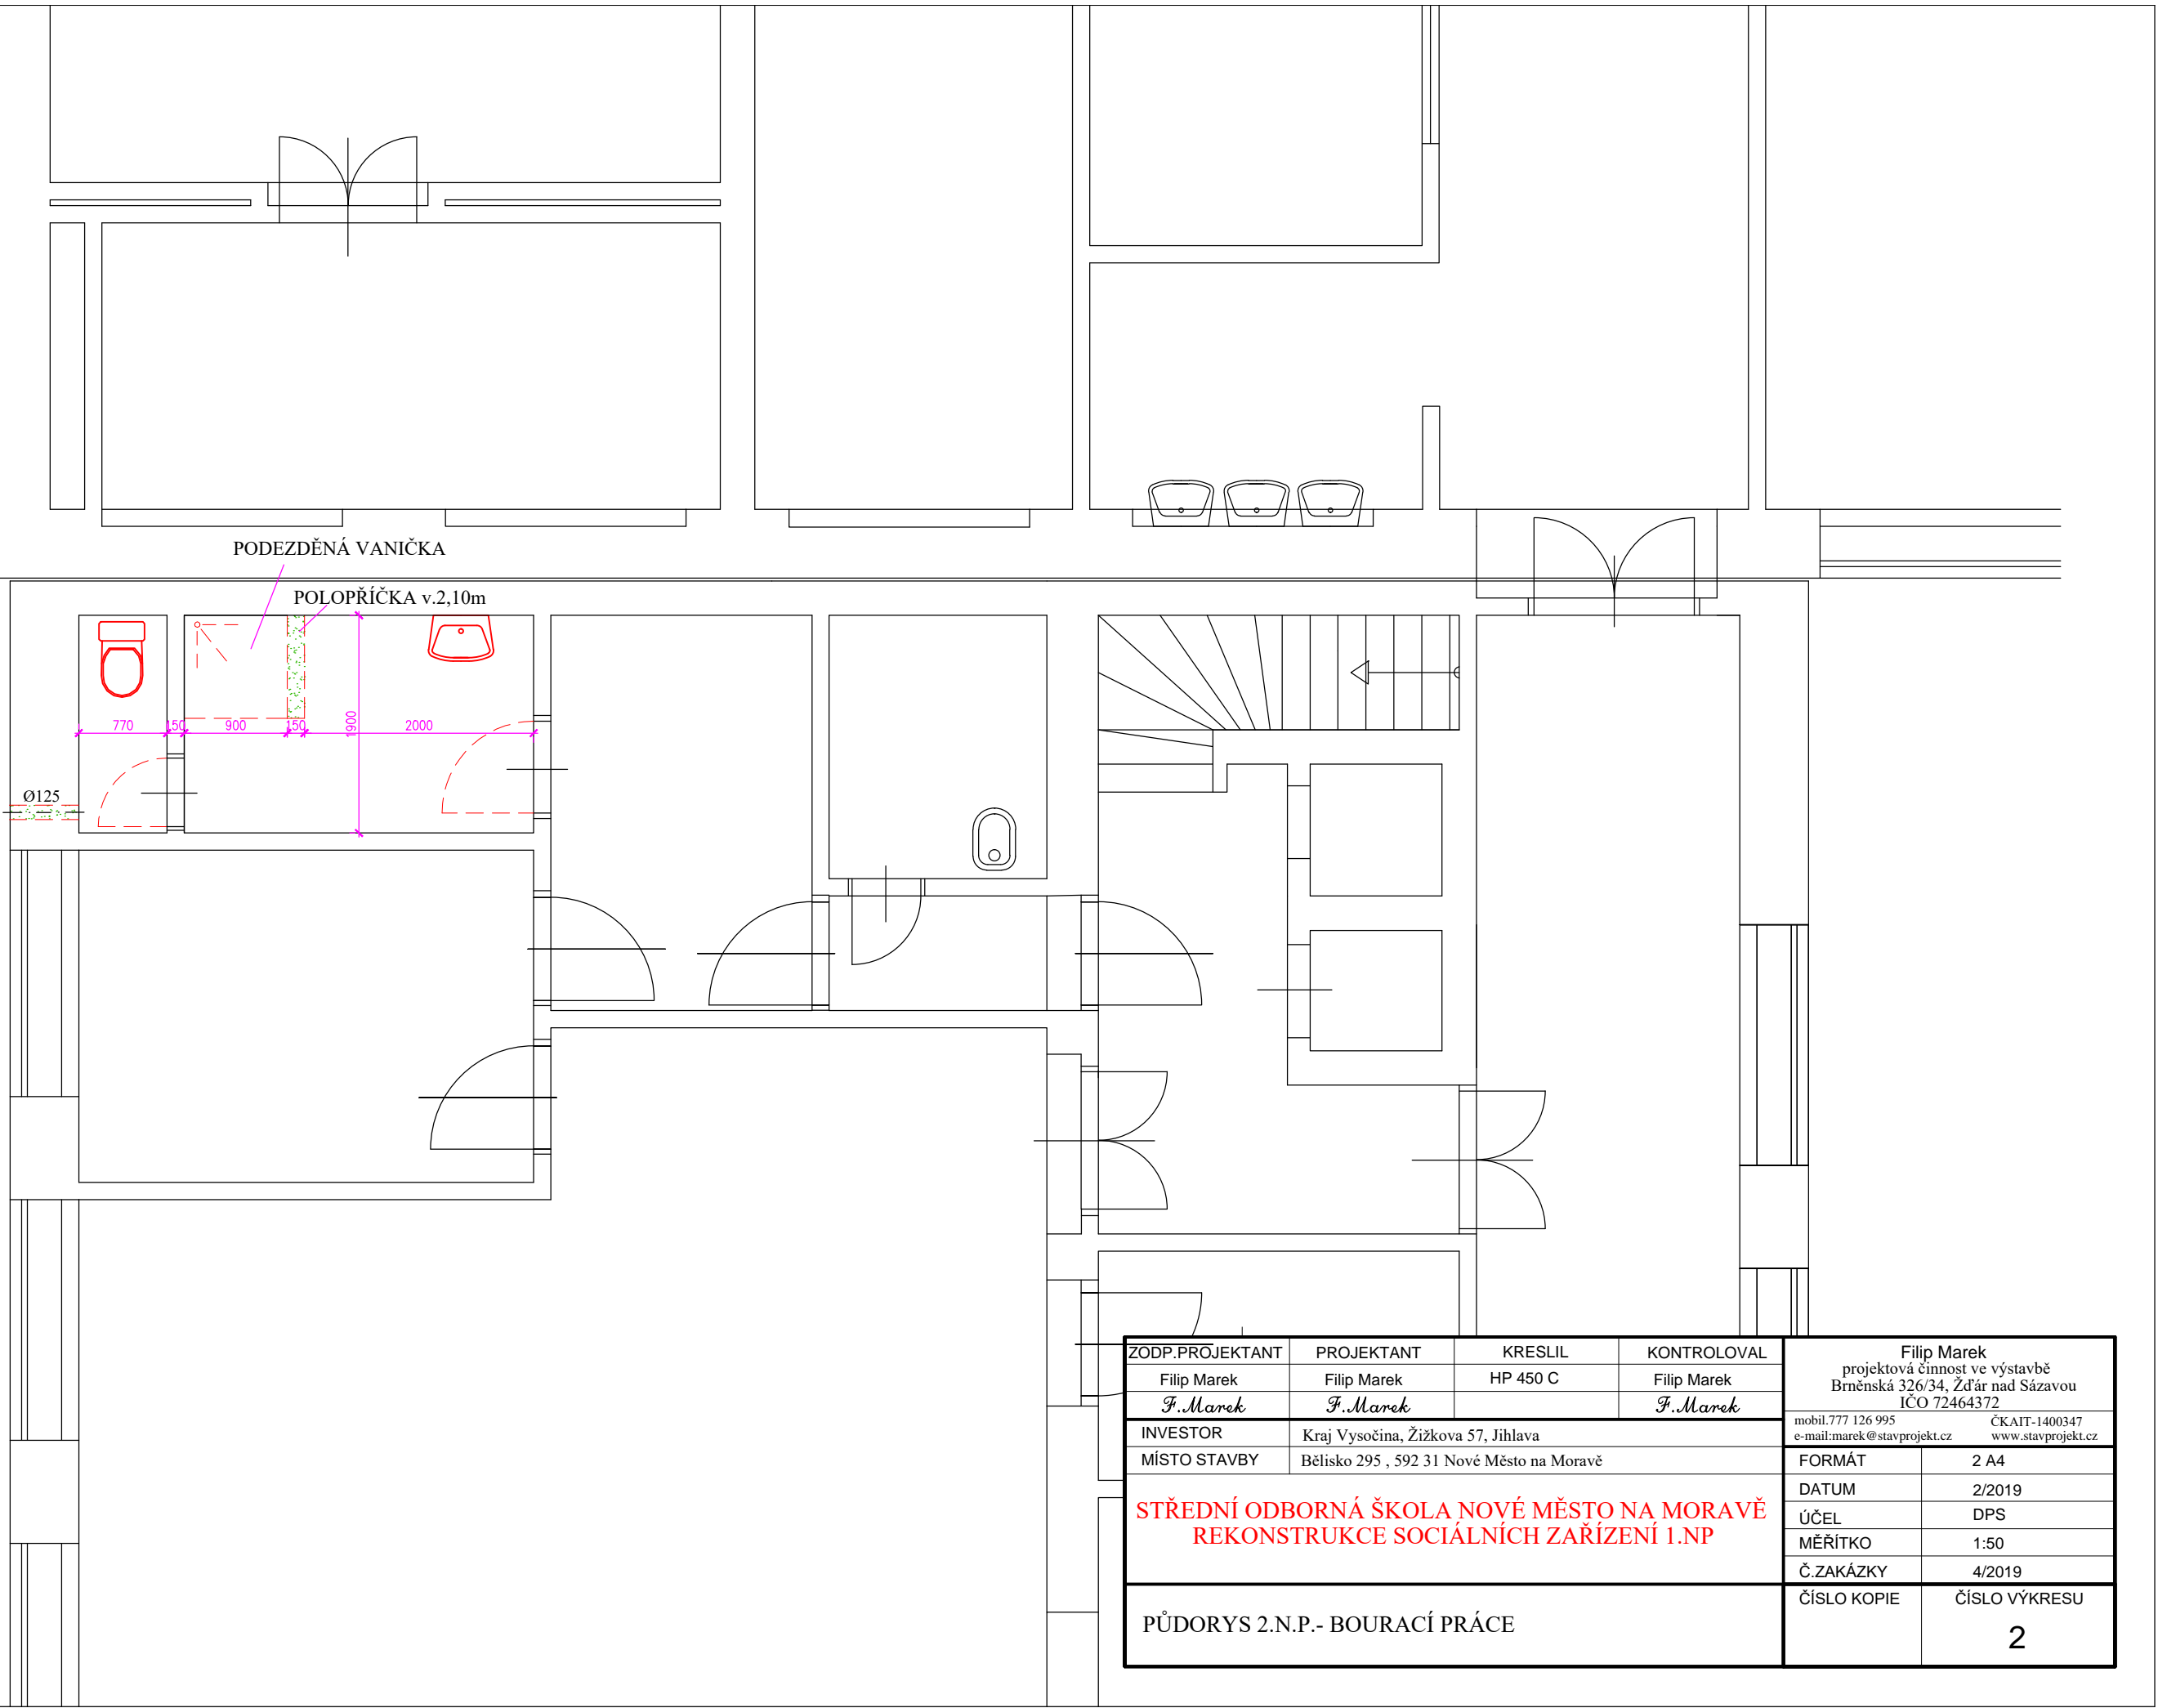 PODEZDĚNÁ VANIČKA
POLOPŘÍČKA v.2,10m
770 150 900 150 1900 2000
Ø125
ZODP.PROJEKTANT PROJEKTANT KRESLIL KONTROLOVAL
Filip Marek Filip Marek HP 450 C Filip Marek
F.Marek F.Marek F.Marek
INVESTOR Kraj Vysočina, Žižkova 57, Jihlava
MÍSTO STAVBY Bělisko 295 , 592 31 Nové Město na Moravě
STŘEDNÍ ODBORNÁ ŠKOLA NOVÉ MĚSTO NA MORAVĚ
REKONSTRUKCE SOCIÁLNÍCH ZAŘÍZENÍ 1.NP
PŮDORYS 2.N.P.- BOURACÍ PRÁCE
Filip Marek
projektová činnost ve výstavbě
Brněnská 326/34, Žďár nad Sázavou
IČO 72464372
mobil.777 126 995 ČKAIT-1400347
e-mail:marek@stavprojekt.cz www.stavprojekt.cz
FORMÁT 2 A4
DATUM 2/2019
ÚČEL DPS
MĚŘÍTKO 1:50
Č.ZAKÁZKY 4/2019
ČÍSLO KOPIE ČÍSLO VÝKRESU
2